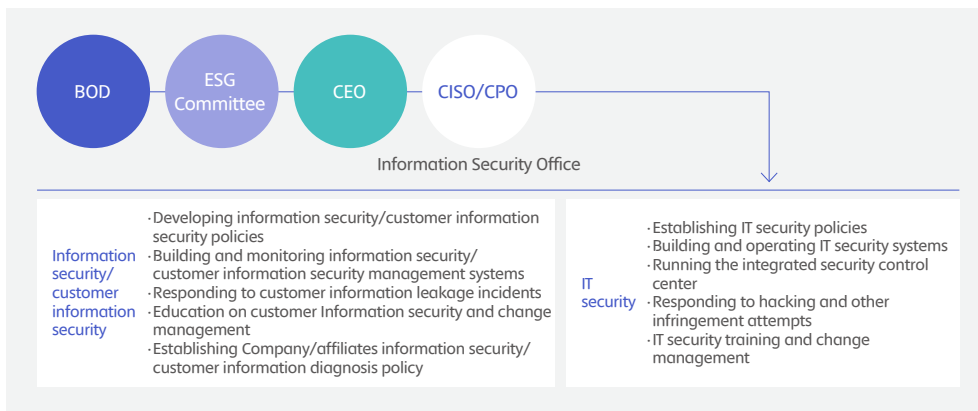 BOD
ESG
Committee
CEO
CISO/CPO
Information Security Office
Information
security/
customer
information
security
·Developing information security/customer information
security policies
·Building and monitoring information security/
customer information security management systems
·Responding to customer information leakage incidents
·Education on customer Information security and change
management
·Establishing Company/affiliates information security/
customer information diagnosis policy
IT
security
·Establishing IT security policies
·Building and operating IT security systems
·Running the integrated security control
center
·Responding to hacking and other
infringement attempts
·IT security training and change
management